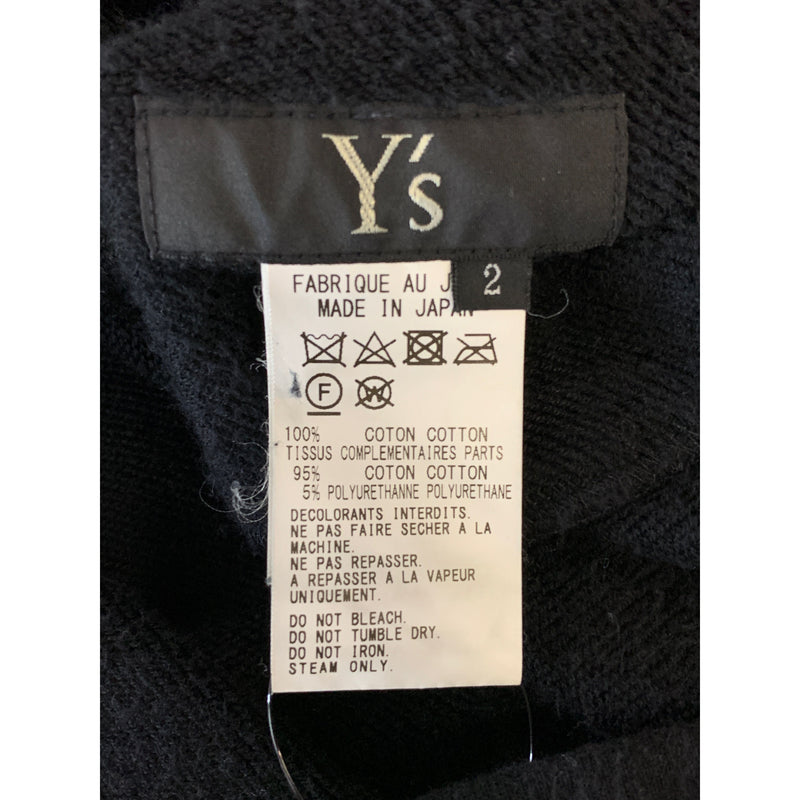 Y's
2
FABRIQUE AU J
MADE IN JAPAN
F
W
100% COTON COTTON
TISSUS COMPLEMENTAIRES PARTS
95% COTON COTTON
5% POLYURETHANNE POLYURETHANE
DECOLORANTS INTERDITS.
NE PAS FAIRE SECHER A LA
MACHINE.
NE PAS REPASSER.
A REPASSER A LA VAPEUR
UNIQUEMENT.
DO NOT BLEACH.
DO NOT TUMBLE DRY.
DO NOT IRON.
STEAM ONLY.